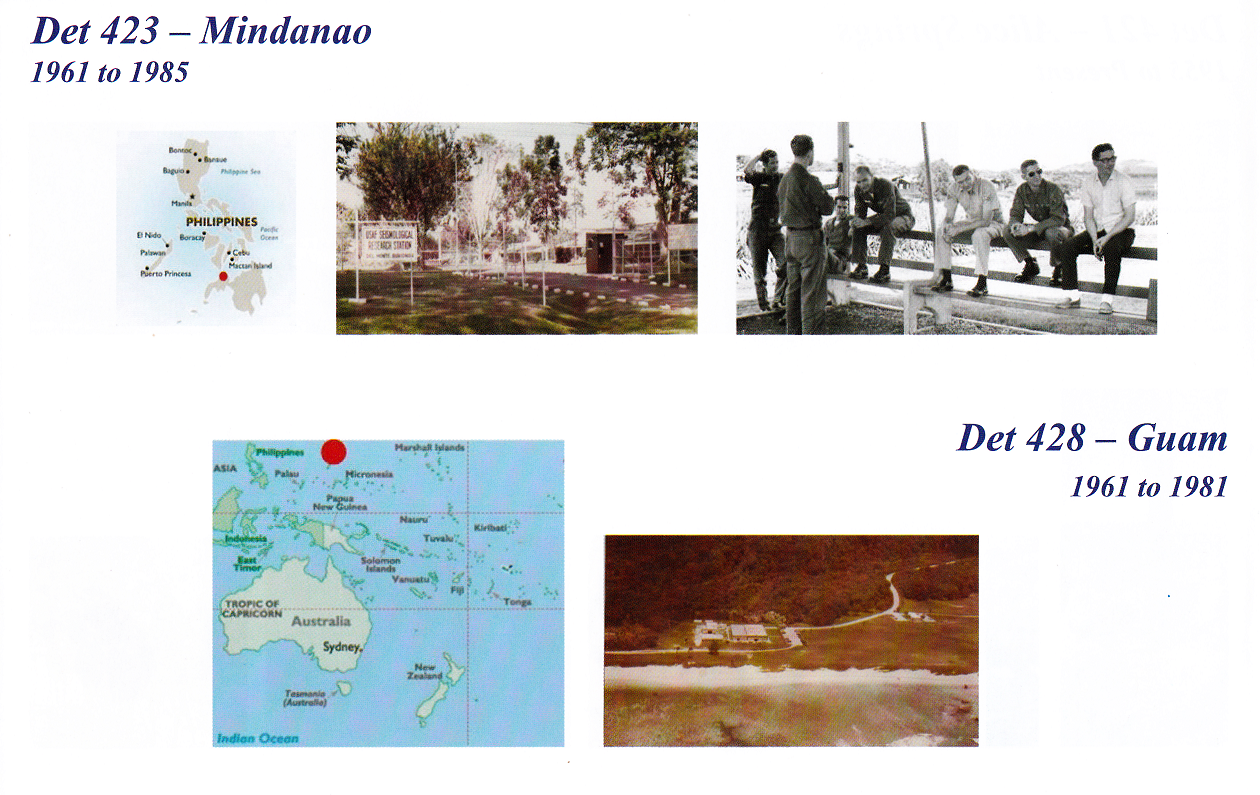 Det 423 – Mindanao
1961 to 1985
Bontoc
Banaue
Baguio
Philippine Sea
Manila
PHILIPPINES
El Nido
Boracay
Pacific
Ocean
Palawan
Cebu
Mactan Island
Puerto Princesa
USAF SEISMOLOGICAL
RESEARCH STATION
Det 428 – Guam
1961 to 1981
Philippines
Marshall Islands
ASIA
Palau
Micronesia
Papua
New Guinea
Nauru
Kiribati
Indonesia
Tuvalu
East
Timor
Solomon
Islands
Vanuatu
Fiji
Tonga
TROPIC OF
CAPRICORN
Australia
Sydney
New
Zealand
Tasmania
(Australia)
Indian Ocean